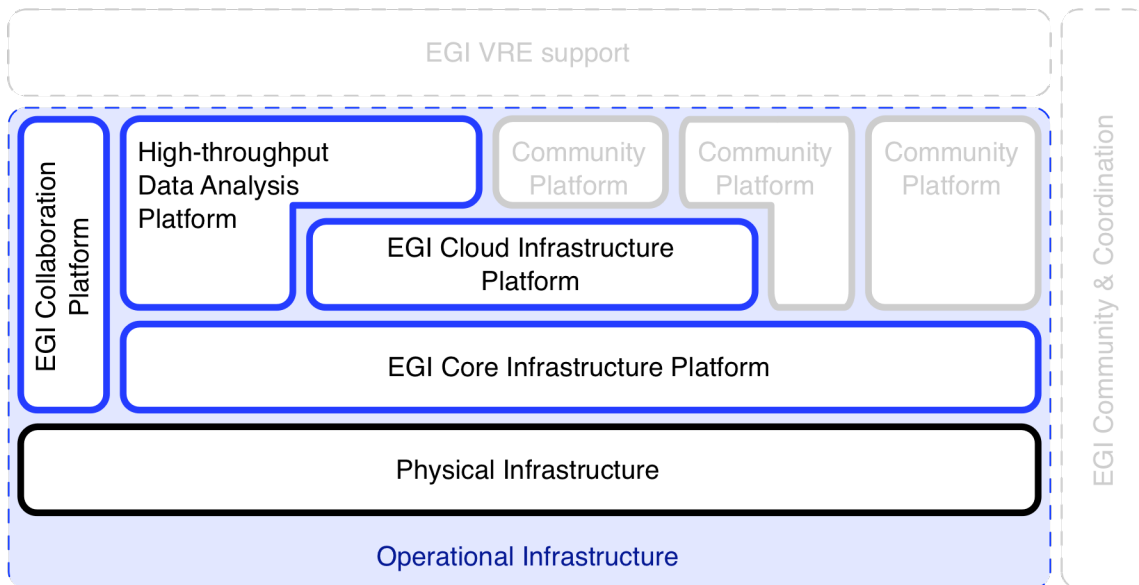 EGI VRE support
EGI Collaboration
Platform
High-throughput
Data Analysis
Platform
Community
Platform
Community
Platform
Community
Platform
EGI Cloud Infrastructure
Platform
EGI Core Infrastructure Platform
Physical Infrastructure
Operational Infrastructure
EGI Community & Coordination